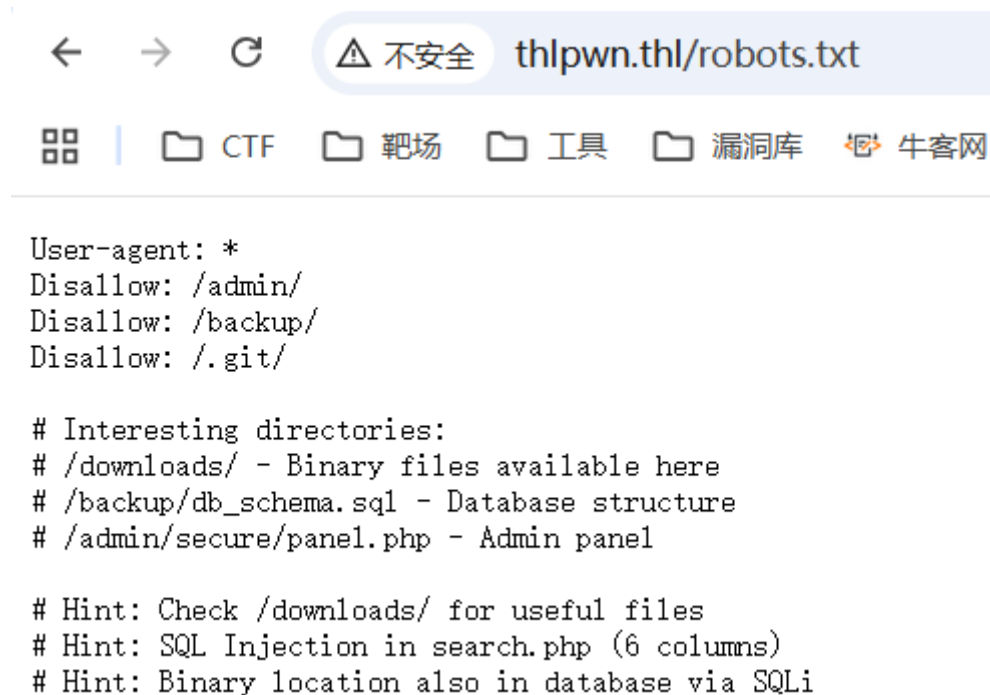 不安全 thlpwn.thl/robots.txt
CTF 靶场 工具 漏洞库 牛客网
User-agent: *
Disallow: /admin/
Disallow: /backup/
Disallow: /.git/
# Interesting directories:
# /downloads/ - Binary files available here
# /backup/db_schema.sql - Database structure
# /admin/secure/panel.php - Admin panel
# Hint: Check /downloads/ for useful files
# Hint: SQL Injection in search.php (6 columns)
# Hint: Binary location also in database via SQLi